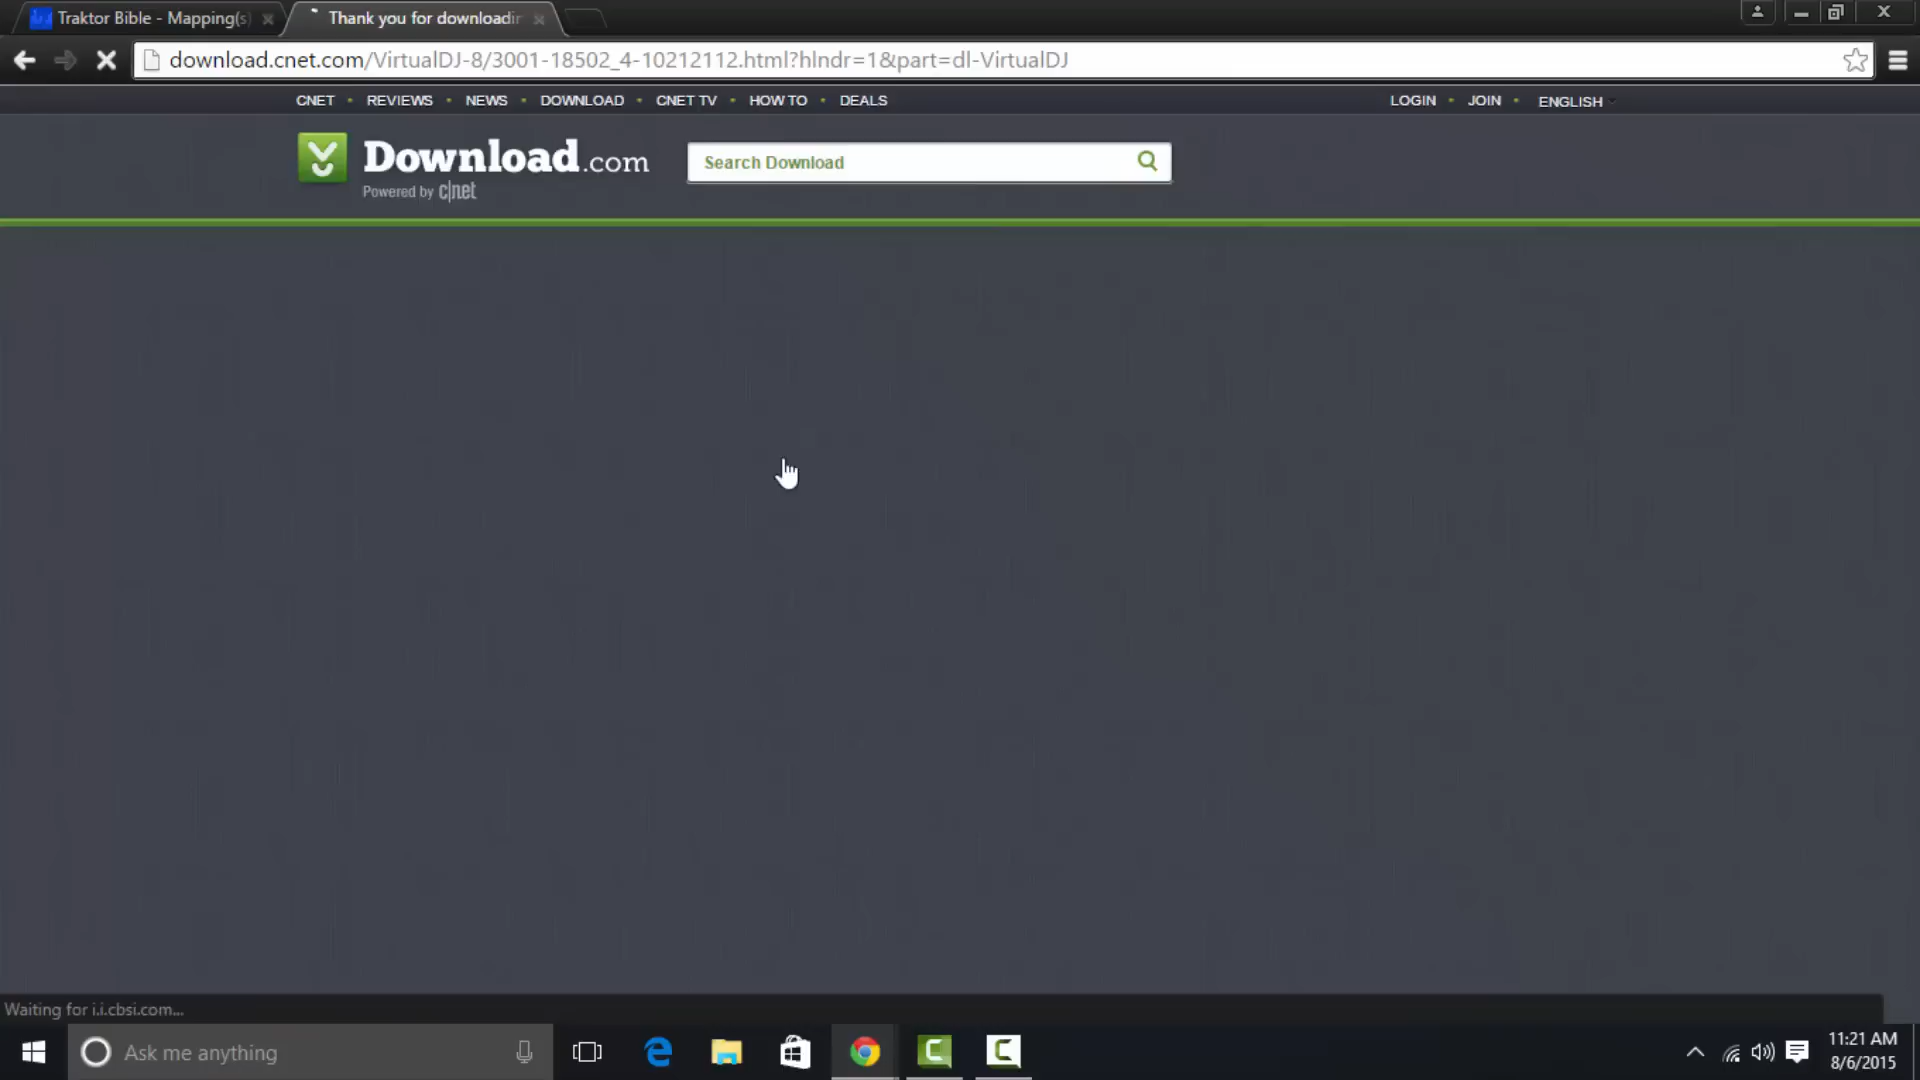 Traktor Bible - Mapping(s)
Thank you for downloadin
download.cnet.com/VirtualDJ-8/3001-18502_4-10212112.html?hlndr=1&part=dl-VirtualDJ
CNET • REVIEWS • NEWS • DOWNLOAD • CNET TV • HOW TO • DEALS
LOGIN • JOIN • ENGLISH
Download.com
Powered by c|net
Search Download
Waiting for i.i.cbsi.com...
Ask me anything
11:21 AM
8/6/2015